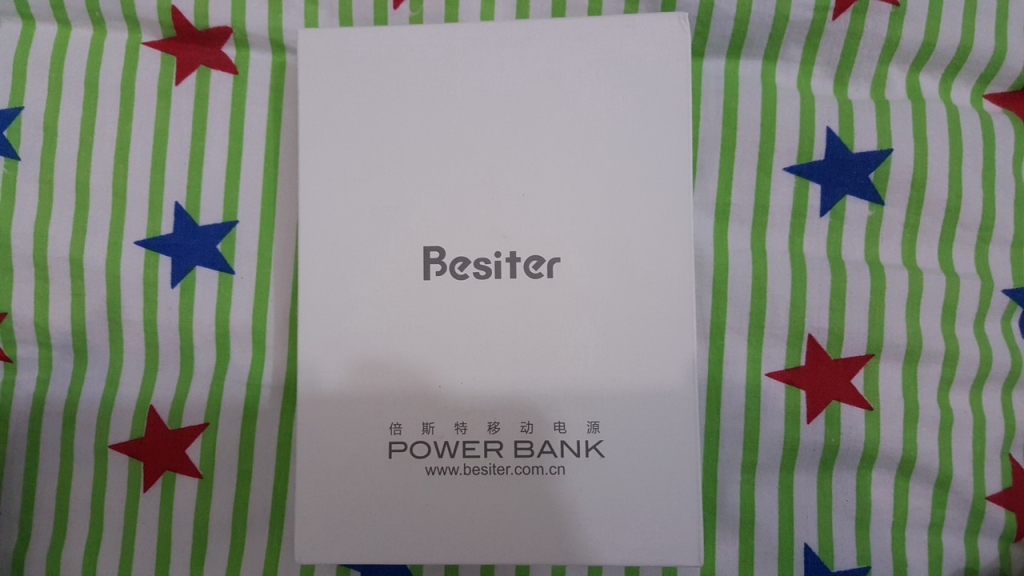 Besiter
倍斯特移动电源
POWER BANK
www.besiter.com.cn